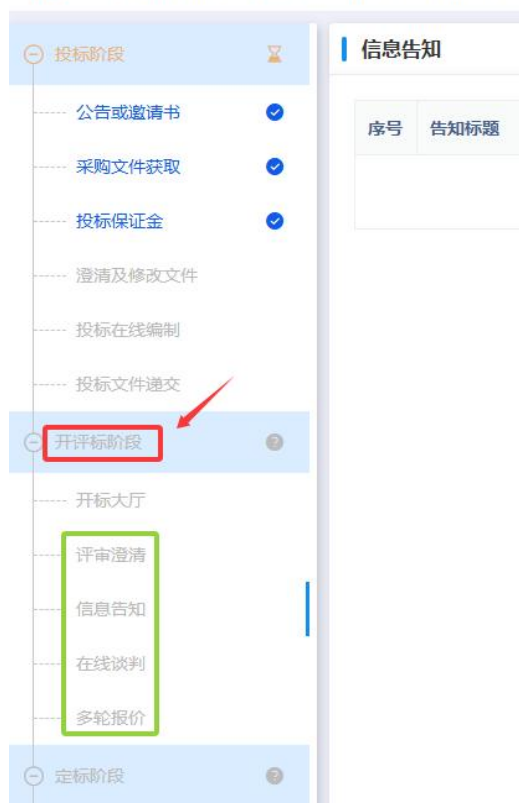 投标阶段
公告或邀请书
采购文件获取
投标保证金
澄清及修改文件
投标在线编制
投标文件递交
开评标阶段
开标大厅
评审澄清
信息告知
在线谈判
多轮报价
定标阶段
信息告知
序号 告知标题